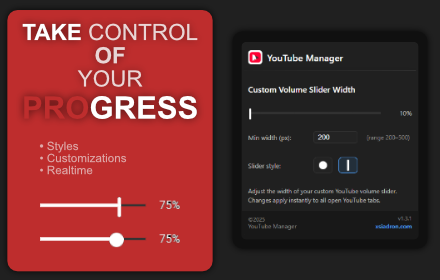 TAKE CONTROL
OF
YOUR
PROGRESS
• Styles
• Customizations
• Realtime
75%
75%
YouTube Manager
Custom Volume Slider Width
10%
Min width (px):
200
(range 200–500)
Slider style:
Adjust the width of your custom YouTube volume slider.
Changes apply instantly to all open YouTube tabs.
©2025
YouTube Manager
v1.3.1